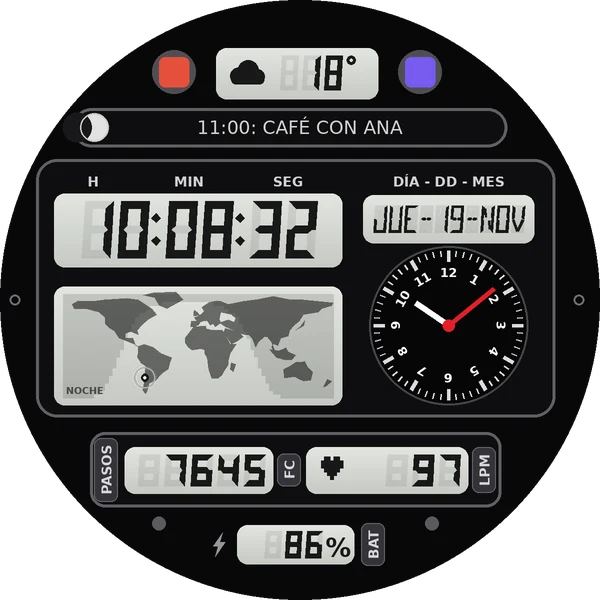 18°
11:00: CAFÉ CON ANA
H MIN SEG
10:08:32
DÍA - DD - MES
JUE-19-NOV
12 1 2 3 4 5 6 7 8 9 10 11
NOCHE
PASOS 7645 FC 97 LPM
86% BAT